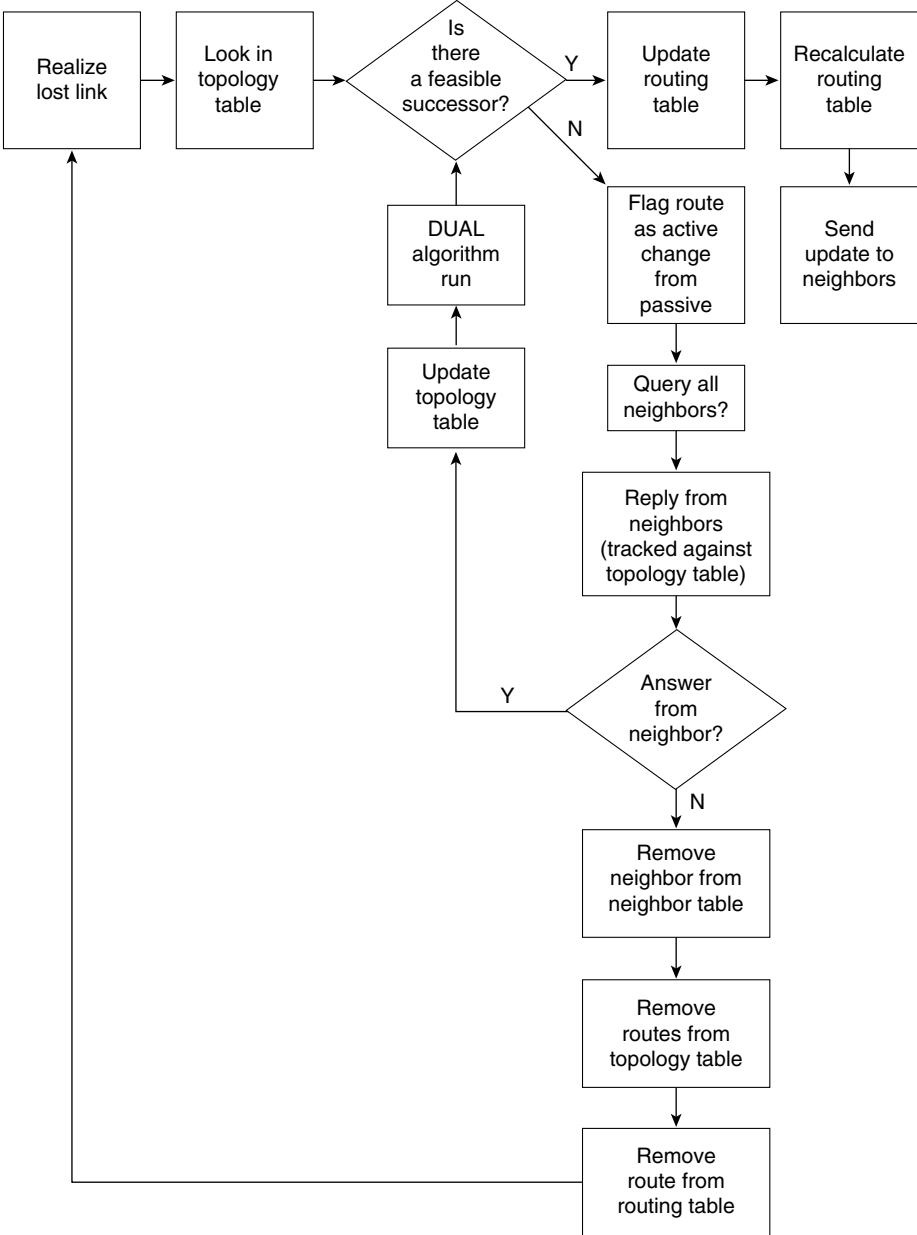 Realize
lost link
Look in
topology
table
Is
there
a feasible
successor?
Y
Update
routing
table
Recalculate
routing
table
N
Flag route
as active
change
from
passive
Send
update to
neighbors
DUAL
algorithm
run
Update
topology
table
Query all
neighbors?
Reply from
neighbors
(tracked against
topology table)
Answer
from
neighbor?
Y
N
Remove
neighbor from
neighbor table
Remove
routes from
topology table
Remove
route from
routing table